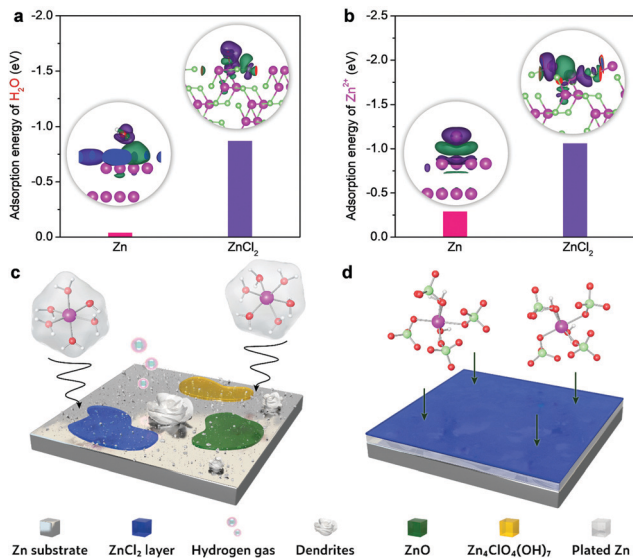 a
-2.0
-1.5
-1.0
-0.5
0.0
Adsorption energy of H₂O (eV)
Zn
ZnCl₂
b
-2.5
-2.0
-1.5
-1.0
-0.5
0.0
Adsorption energy of Zn²⁺ (eV)
Zn
ZnCl₂
c
d
Zn substrate
ZnCl₂ layer
Hydrogen gas
Dendrites
ZnO
Zn₄ClO₄(OH)₇
Plated Zn